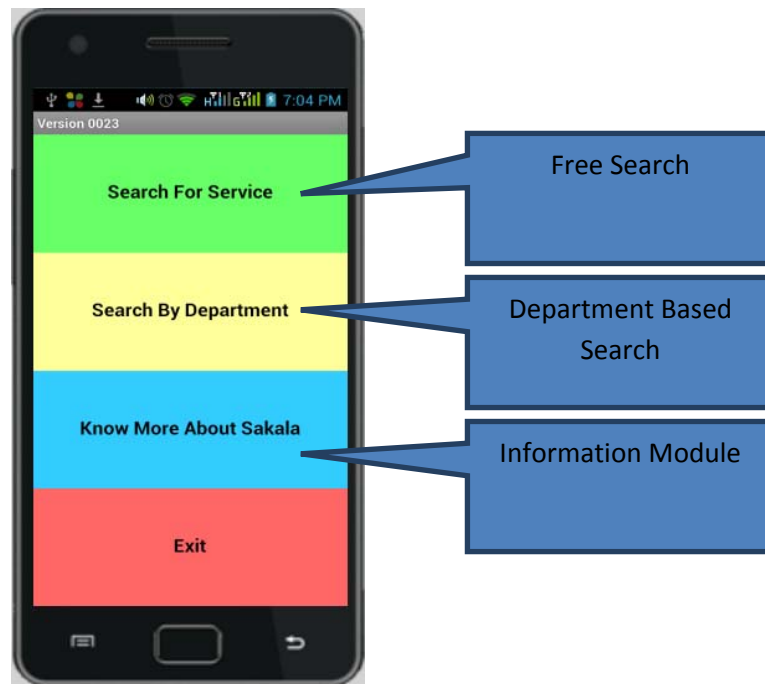 7:04 PM
Version 0023
Search For Service
Free Search
Search By Department
Department Based
Search
Know More About Sakala
Information Module
Exit